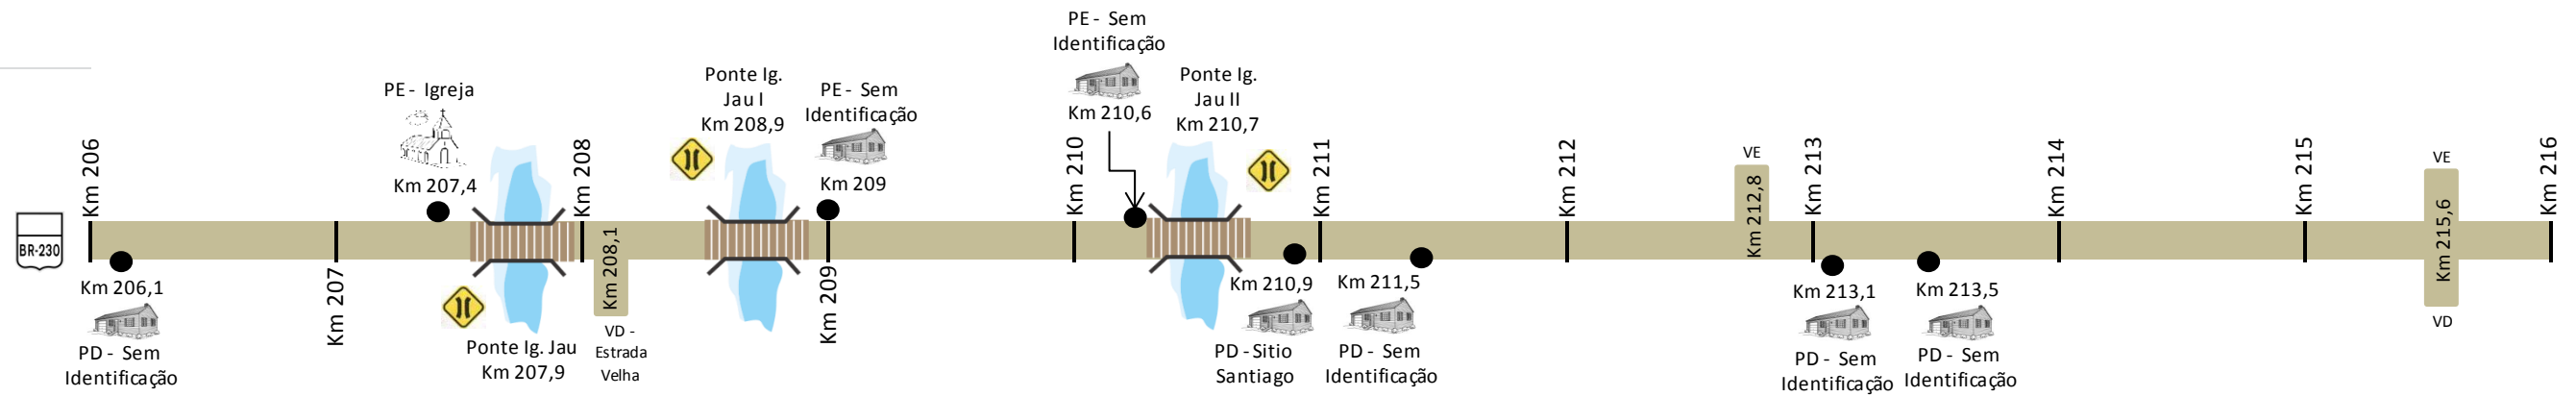 BR-230
Km 206
Km 206,1
PD - Sem
Identificação
Km 207
PE - Igreja
Km 207,4
Ponte Ig. Jau
Km 207,9
Km 208
Km 208,1
VD -
Estrada
Velha
Ponte Ig.
Jau I
Km 208,9
PE - Sem
Identificação
Km 209
Km 209
Km 210
PE - Sem
Identificação
Km 210,6
Ponte Ig.
Jau II
Km 210,7
Km 210,9
PD - Sitio
Santiago
Km 211
Km 211,5
PD - Sem
Identificação
Km 212
VE
Km 212,8
Km 213
Km 213,1
PD - Sem
Identificação
Km 213,5
PD - Sem
Identificação
Km 214
Km 215
VE
Km 215,6
VD
Km 216